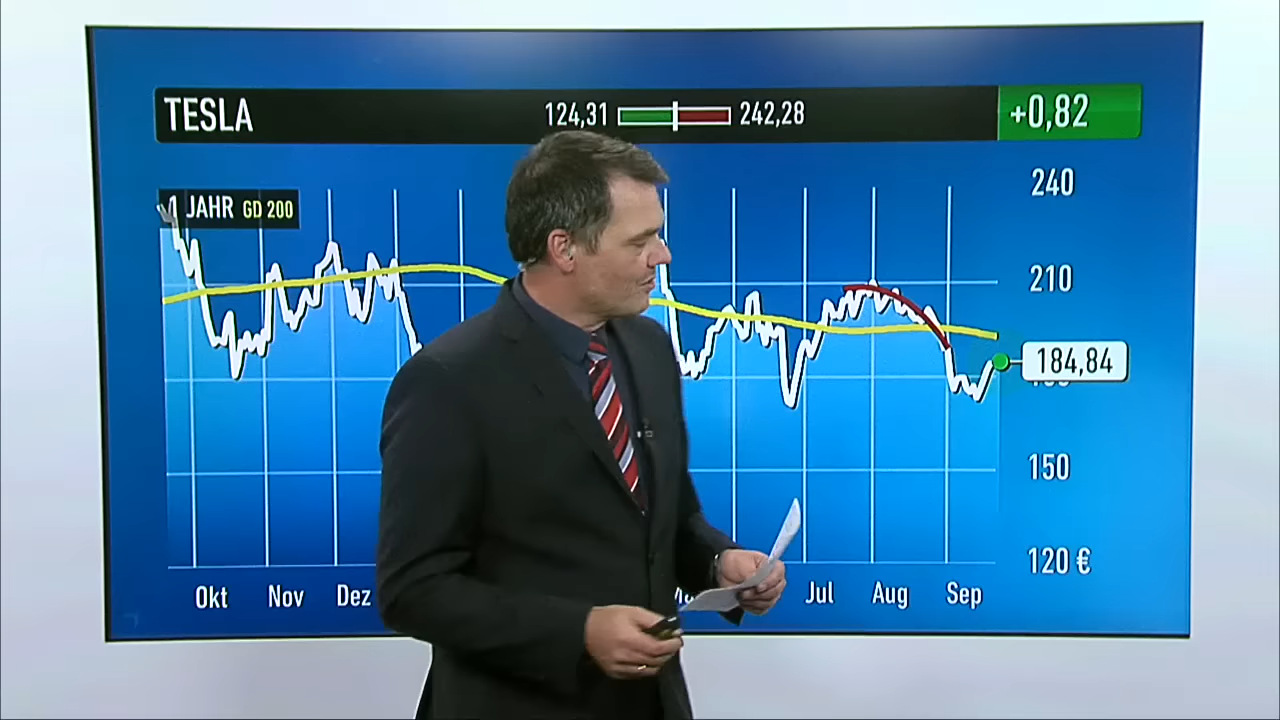 TESLA 124,31 242,28 +0,82
1 JAHR GD 200
240
210
184,84
150
120 €
Okt Nov Dez Jul Aug Sep